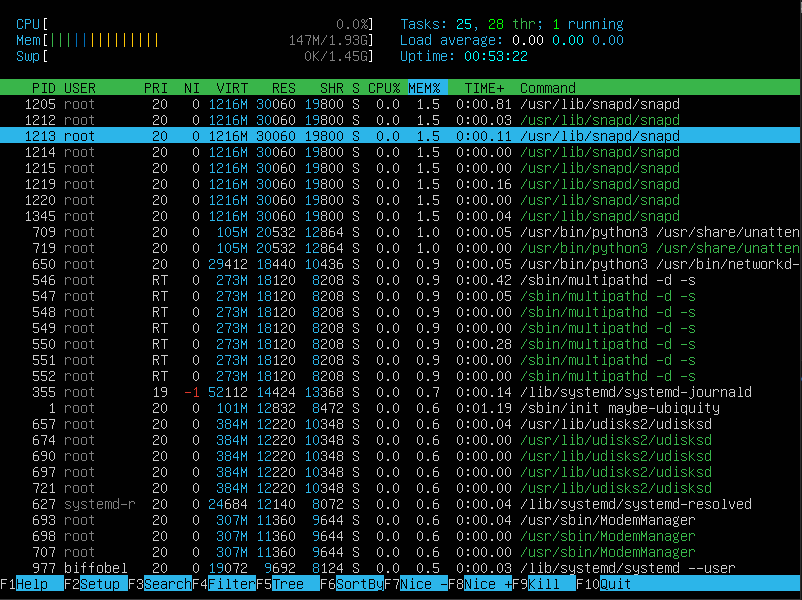 CPU[ 0.0%] Tasks: 25, 28 thr; 1 running
Mem[|||||||||||||| 147M/1.93G] Load average: 0.00 0.00 0.00
Swp[ 0K/1.45G] Uptime: 00:53:22
PID USER PRI NI VIRT RES SHR S CPU% MEM% TIME+ Command
1205 root 20 0 1216M 30060 19800 S 0.0 1.5 0:00.81 /usr/lib/snapd/snapd
1212 root 20 0 1216M 30060 19800 S 0.0 1.5 0:00.03 /usr/lib/snapd/snapd
1213 root 20 0 1216M 30060 19800 S 0.0 1.5 0:00.11 /usr/lib/snapd/snapd
1214 root 20 0 1216M 30060 19800 S 0.0 1.5 0:00.00 /usr/lib/snapd/snapd
1215 root 20 0 1216M 30060 19800 S 0.0 1.5 0:00.00 /usr/lib/snapd/snapd
1219 root 20 0 1216M 30060 19800 S 0.0 1.5 0:00.16 /usr/lib/snapd/snapd
1220 root 20 0 1216M 30060 19800 S 0.0 1.5 0:00.00 /usr/lib/snapd/snapd
1345 root 20 0 1216M 30060 19800 S 0.0 1.5 0:00.04 /usr/lib/snapd/snapd
709 root 20 0 105M 20532 12864 S 0.0 1.0 0:00.05 /usr/bin/python3 /usr/share/unatten
719 root 20 0 105M 20532 12864 S 0.0 1.0 0:00.00 /usr/bin/python3 /usr/share/unatten
650 root 20 0 29412 18440 10436 S 0.0 0.9 0:00.05 /usr/bin/python3 /usr/bin/networkd-
546 root RT 0 273M 18120 8208 S 0.0 0.9 0:00.42 /sbin/multipathd -d -s
547 root RT 0 273M 18120 8208 S 0.0 0.9 0:00.00 /sbin/multipathd -d -s
548 root RT 0 273M 18120 8208 S 0.0 0.9 0:00.00 /sbin/multipathd -d -s
549 root RT 0 273M 18120 8208 S 0.0 0.9 0:00.00 /sbin/multipathd -d -s
550 root RT 0 273M 18120 8208 S 0.0 0.9 0:00.28 /sbin/multipathd -d -s
551 root RT 0 273M 18120 8208 S 0.0 0.9 0:00.00 /sbin/multipathd -d -s
552 root RT 0 273M 18120 8208 S 0.0 0.9 0:00.00 /sbin/multipathd -d -s
355 root 19 -1 52112 14424 13368 S 0.0 0.7 0:00.14 /lib/systemd/systemd-journald
1 root 20 0 101M 12832 8472 S 0.0 0.6 0:01.19 /sbin/init maybe-ubiquity
657 root 20 0 384M 12220 10348 S 0.0 0.6 0:00.04 /usr/lib/udisks2/udisksd
674 root 20 0 384M 12220 10348 S 0.0 0.6 0:00.00 /usr/lib/udisks2/udisksd
690 root 20 0 384M 12220 10348 S 0.0 0.6 0:00.00 /usr/lib/udisks2/udisksd
697 root 20 0 384M 12220 10348 S 0.0 0.6 0:00.00 /usr/lib/udisks2/udisksd
721 root 20 0 384M 12220 10348 S 0.0 0.6 0:00.00 /usr/lib/udisks2/udisksd
627 systemd-r 20 0 24684 12140 8072 S 0.0 0.6 0:00.04 /lib/systemd/systemd-resolved
693 root 20 0 307M 11360 9644 S 0.0 0.6 0:00.04 /usr/sbin/ModemManager
698 root 20 0 307M 11360 9644 S 0.0 0.6 0:00.00 /usr/sbin/ModemManager
707 root 20 0 307M 11360 9644 S 0.0 0.6 0:00.00 /usr/sbin/ModemManager
977 biffobel 20 0 19072 9692 8124 S 0.0 0.5 0:00.03 /lib/systemd/systemd --user
F1Help F2Setup F3SearchF4FilterF5Tree F6SortByF7Nice -F8Nice +F9Kill F10Quit